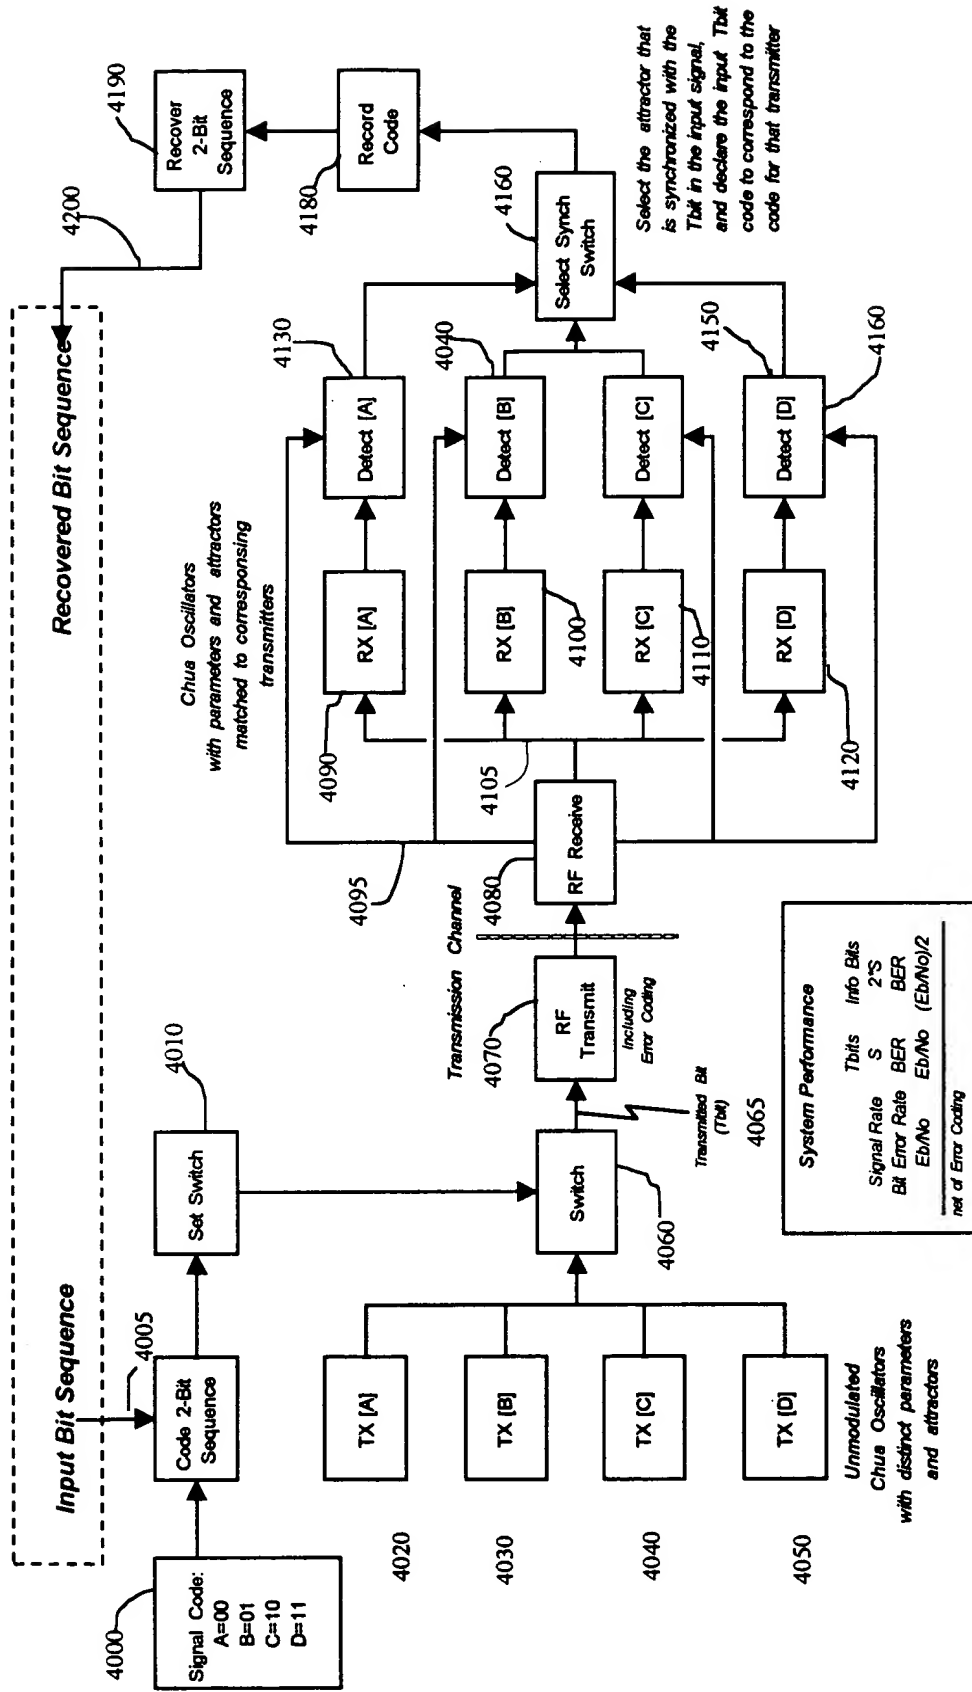 Input Bit Sequence
Recovered Bit Sequence
4000
Signal Code:
A=00
B=01
C=10
D=11
4005
Code 2-Bit
Sequence
4010
Set Switch
4200
4190
Recover
2-Bit
Sequence
4180
Record
Code
4020
TX [A]
4030
TX [B]
4040
TX [C]
4050
TX [D]
Unmodulated
Chua Oscillators
with distinct parameters
and attractors
Switch
4060
Transmitted Bit
(Tbit)
4065
4070
RF
Transmit
Including
Error Coding
Transmission Channel
4080
RF Receive
4095
4105
Chua Oscillators
with parameters and attractors
matched to corresponsing
transmitters
4090
RX [A]
RX [B]
4100
RX [C]
4110
RX [D]
4120
4130
Detect [A]
4040
Detect [B]
Detect [C]
4150
Detect [D]
4160
4160
Select Synch
Switch
Select the attractor that
is synchronized with the
Tbit in the input signal,
and declare the input Tbit
code to correspond to the
code for that transmitter
System Performance
Tbits Info Bits
Signal Rate S 2*S
Bit Error Rate BER BER
Eb/No Eb/No (Eb/No)/2
net of Error Coding